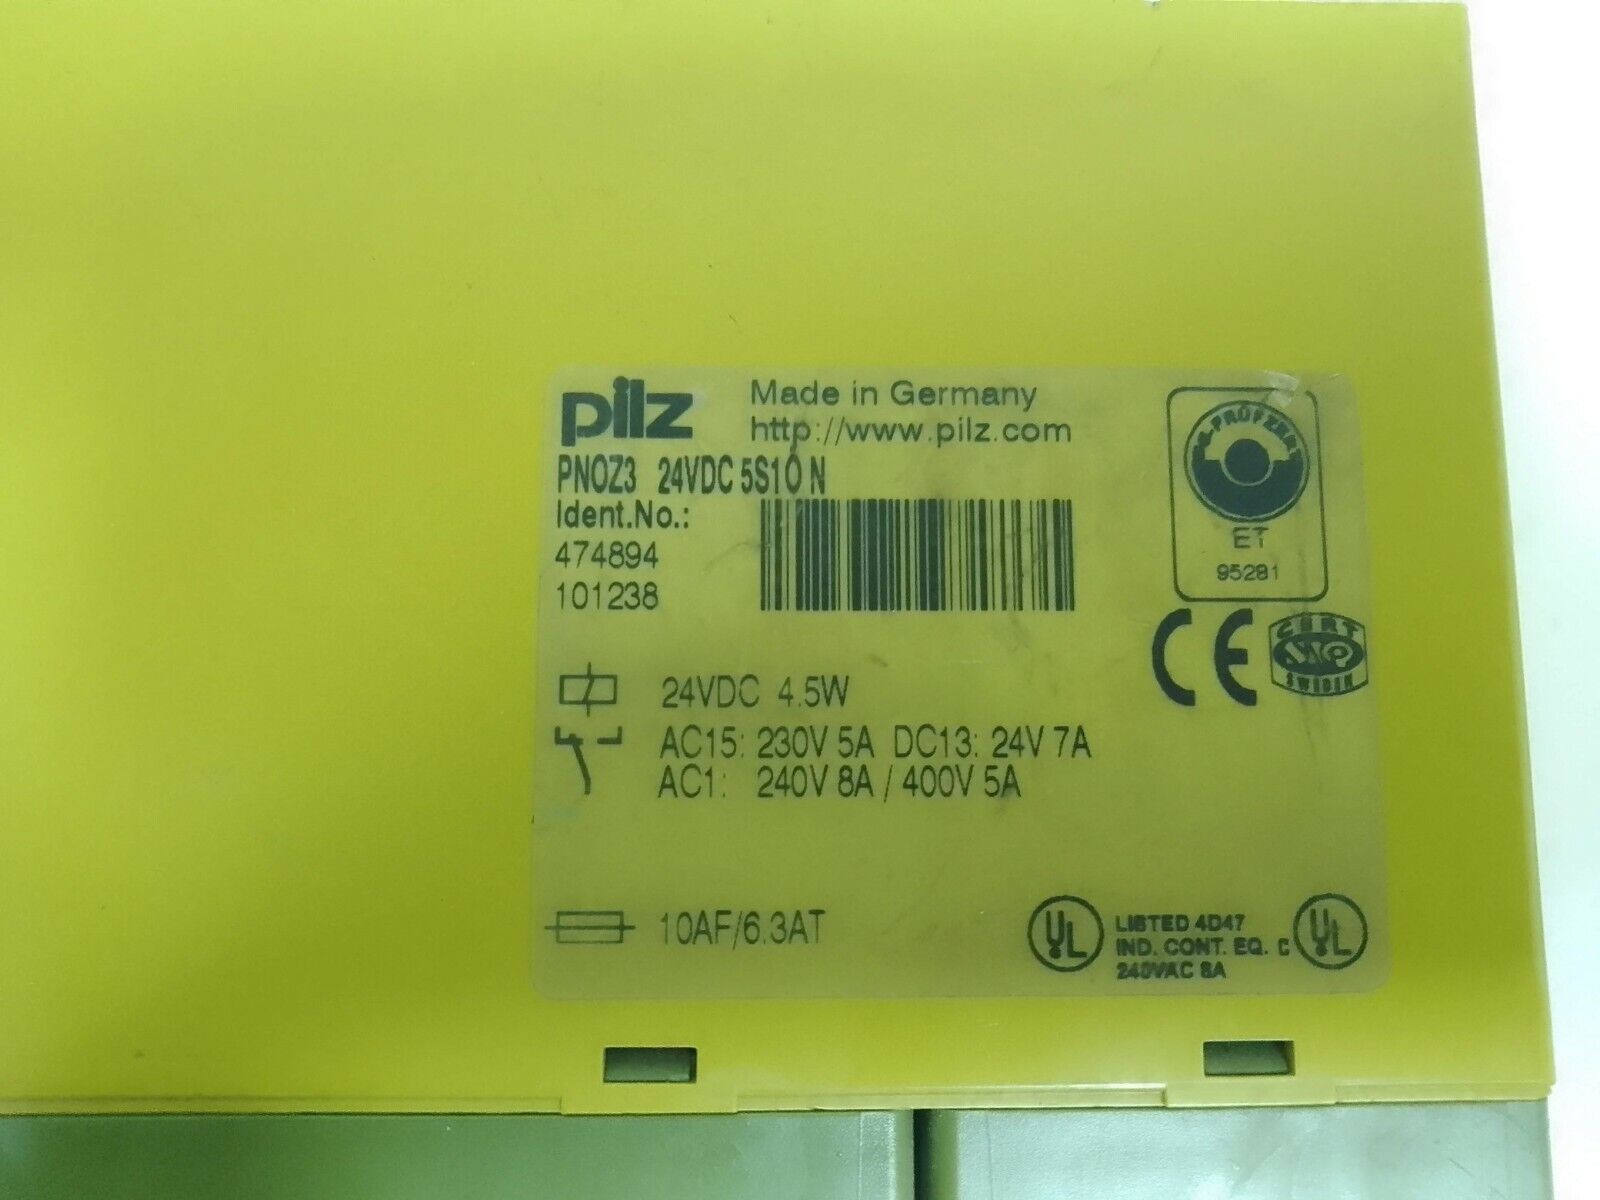 pilz
Made in Germany
http://www.pilz.com
PNOZ3 24VDC 5S1Ö N
Ident.No.:
474894
101238
ET
95281
CE
CERT
SWEDEN
24VDC 4.5W
AC15: 230V 5A DC13: 24V 7A
AC1: 240V 8A / 400V 5A
10AF/6.3AT
UL
LISTED 4D47
IND. CONT. EQ. C
240VAC 8A
UL